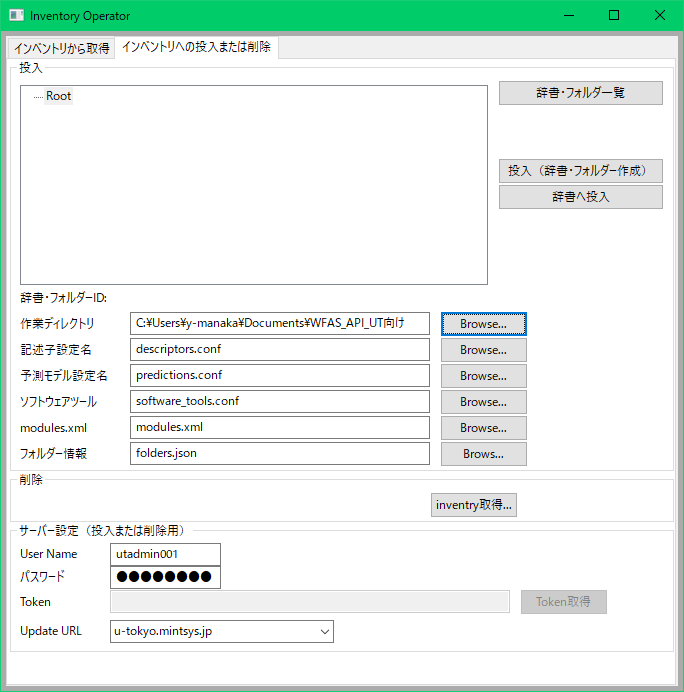 Inventory Operator
インベントリから取得 インベントリへの投入または削除
投入
Root
辞書・フォルダ一覧
投入（辞書・フォルダー作成）
辞書へ投入
辞書・フォルダーID:
作業ディレクトリ C:¥Users¥y-manaka¥Documents¥WFAS_API_UT向け Browse...
記述子設定名 descriptors.conf Browse...
予測モデル設定名 predictions.conf Browse...
ソフトウェアツール software_tools.conf Browse...
modules.xml modules.xml Browse...
フォルダー情報 folders.json Brows...
削除
inventry取得...
サーバー設定（投入または削除用）
User Name utadmin001
パスワード ●●●●●●●●
Token Token取得
Update URL u-tokyo.mintsys.jp